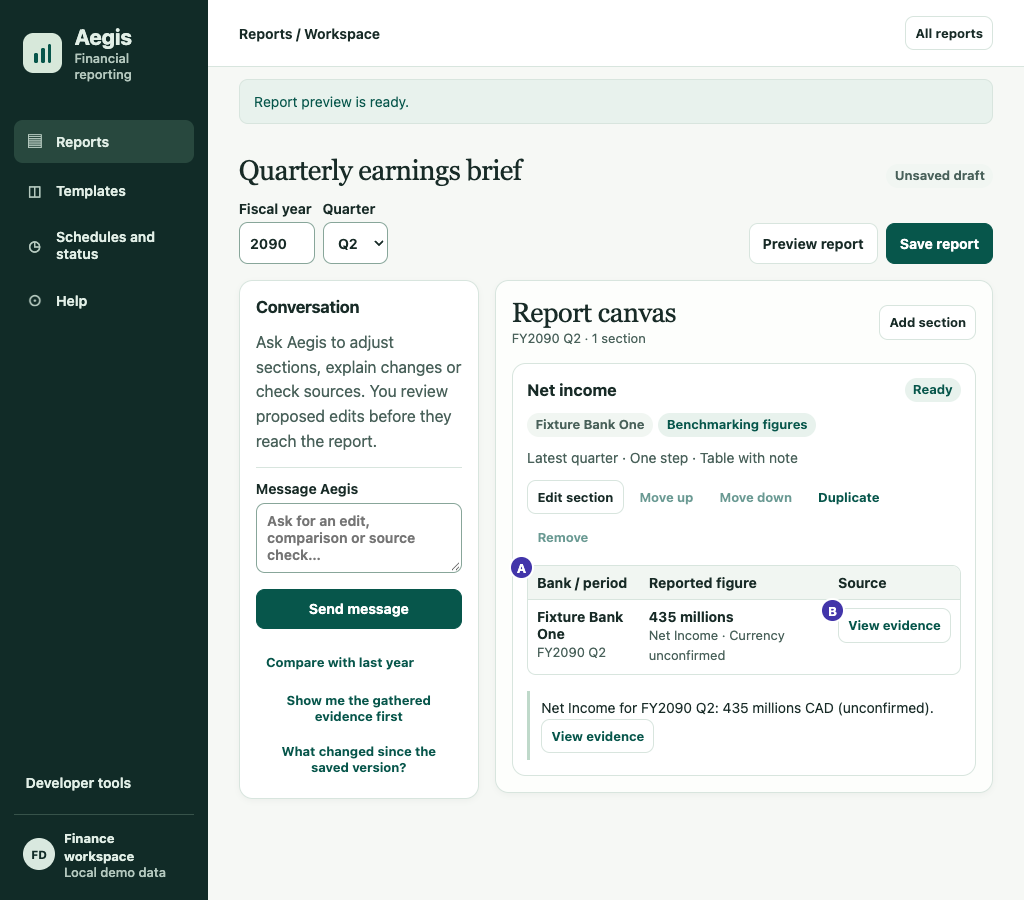 Aegis
Financial
reporting
Reports
Templates
Schedules and
status
Help
Developer tools
FD
Finance
workspace
Local demo data
Reports / Workspace
All reports
Report preview is ready.
Quarterly earnings brief
Unsaved draft
Fiscal year
Quarter
2090
Q2
Preview report
Save report
Conversation
Ask Aegis to adjust
sections, explain changes or
check sources. You review
proposed edits before they
reach the report.
Message Aegis
Ask for an edit,
comparison or source
check...
Send message
Compare with last year
Show me the gathered
evidence first
What changed since the
saved version?
Report canvas
FY2090 Q2 · 1 section
Add section
Net income
Ready
Fixture Bank One
Benchmarking figures
Latest quarter · One step · Table with note
Edit section
Move up
Move down
Duplicate
Remove
A
Bank / period
Reported figure
Source
Fixture Bank
One
FY2090 Q2
435 millions
Net Income · Currency
unconfirmed
B
View evidence
Net Income for FY2090 Q2: 435 millions CAD (unconfirmed).
View evidence